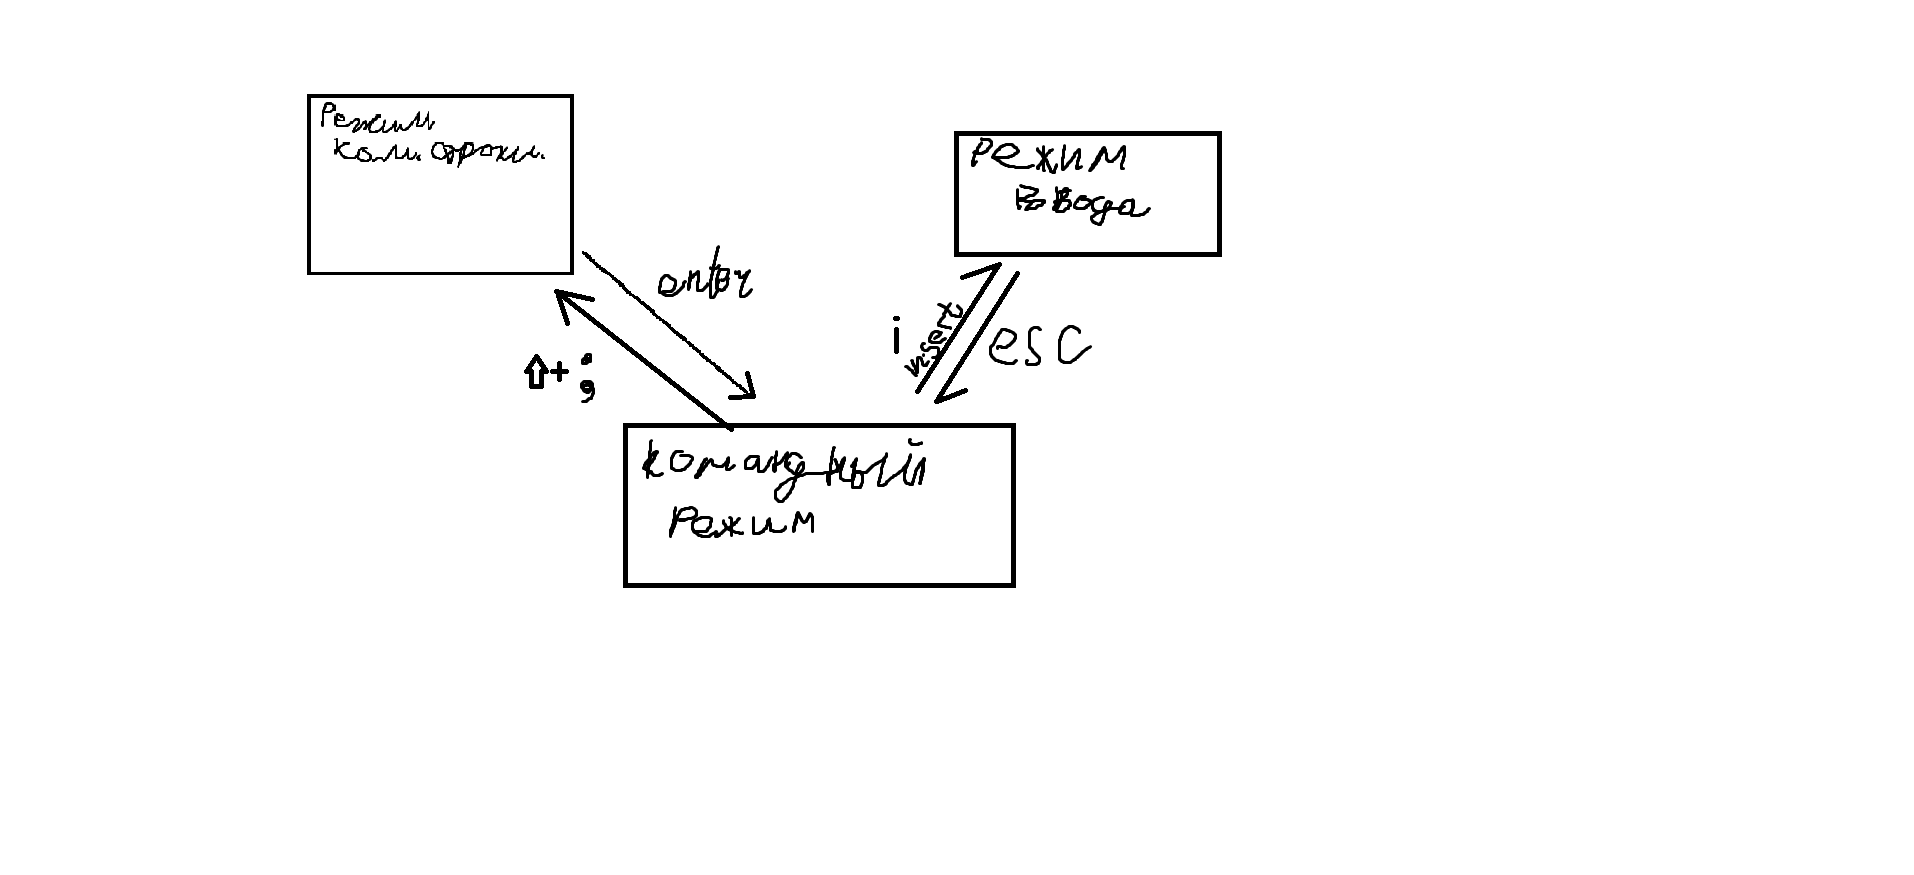 Режим
ком. строки.
Режим
Ввода
enter
i
insert
esc
⇧+ ;
командный
Режим